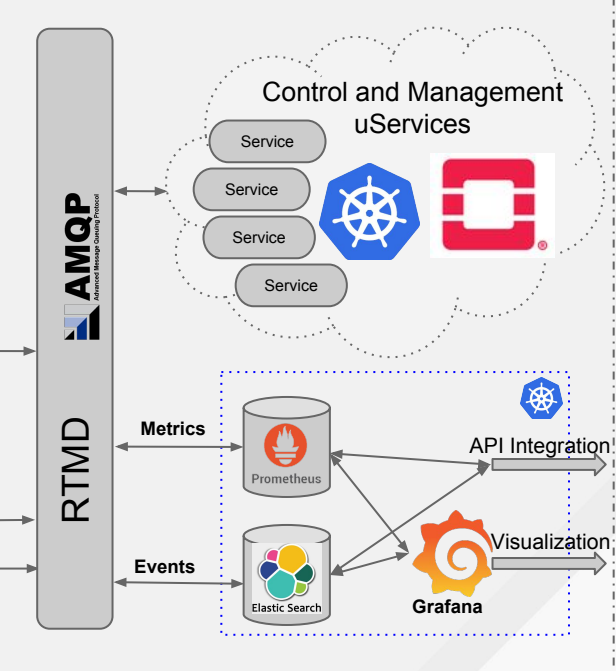 Control and Management
uServices
Service
Service
Service
Service
AMQP
Advanced Message Queuing Protocol
RTMD
Metrics
Events
Prometheus
Elastic Search
Grafana
API Integration
Visualization
®